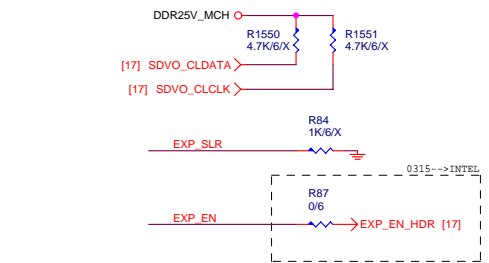 DDR25V_MCH
R1550 R1551
4.7K/6/X 4.7K/6/X
[17] SDVO_CLDATA
[17] SDVO_CLCLK
R84
1K/6/X
EXP_SLR
0315-->INTEL
R87
0/6
EXP_EN EXP_EN_HDR [17]